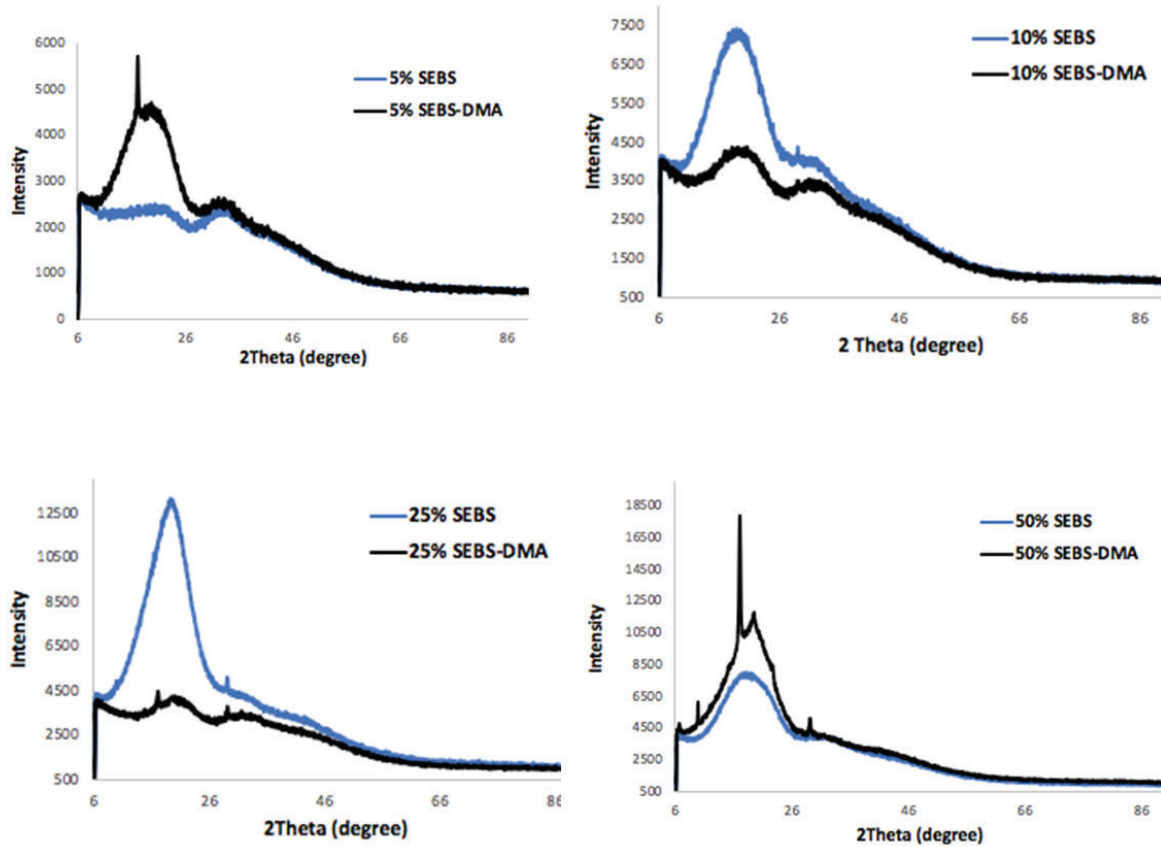 6000
5000
4000
3000
2000
1000
0
Intensity
5% SEBS
5% SEBS-DMA
6 26 46 66 86
2Theta (degree)
7500
6500
5500
4500
3500
2500
1500
500
Intensity
10% SEBS
10% SEBS-DMA
6 26 46 66 86
2 Theta (degree)
12500
10500
8500
6500
4500
2500
500
Intensity
25% SEBS
25% SEBS-DMA
6 26 46 66 86
2Theta (degree)
18500
16500
14500
12500
10500
8500
6500
4500
2500
500
Intensity
50% SEBS
50% SEBS-DMA
6 26 46 66 86
2Theta (degree)